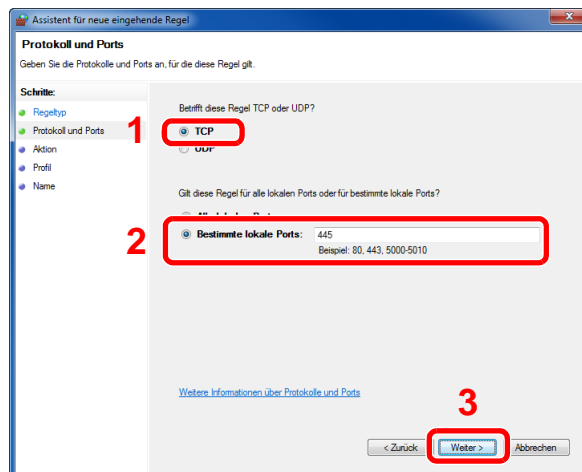 Assistent für neue eingehende Regel
Protokoll und Ports
Geben Sie die Protokolle und Ports an, für die diese Regel gilt.
Schritte:
Regeltyp
Protokoll und Ports
Aktion
Profil
Name
Betrifft diese Regel TCP oder UDP?
1
TCP
UDP
Gilt diese Regel für alle lokalen Ports oder für bestimmte lokale Ports?
2
Bestimmte lokale Ports:
445
Beispiel: 80, 443, 5000-5010
Weitere Informationen über Protokolle und Ports
3
< Zurück
Weiter >
Abbrechen